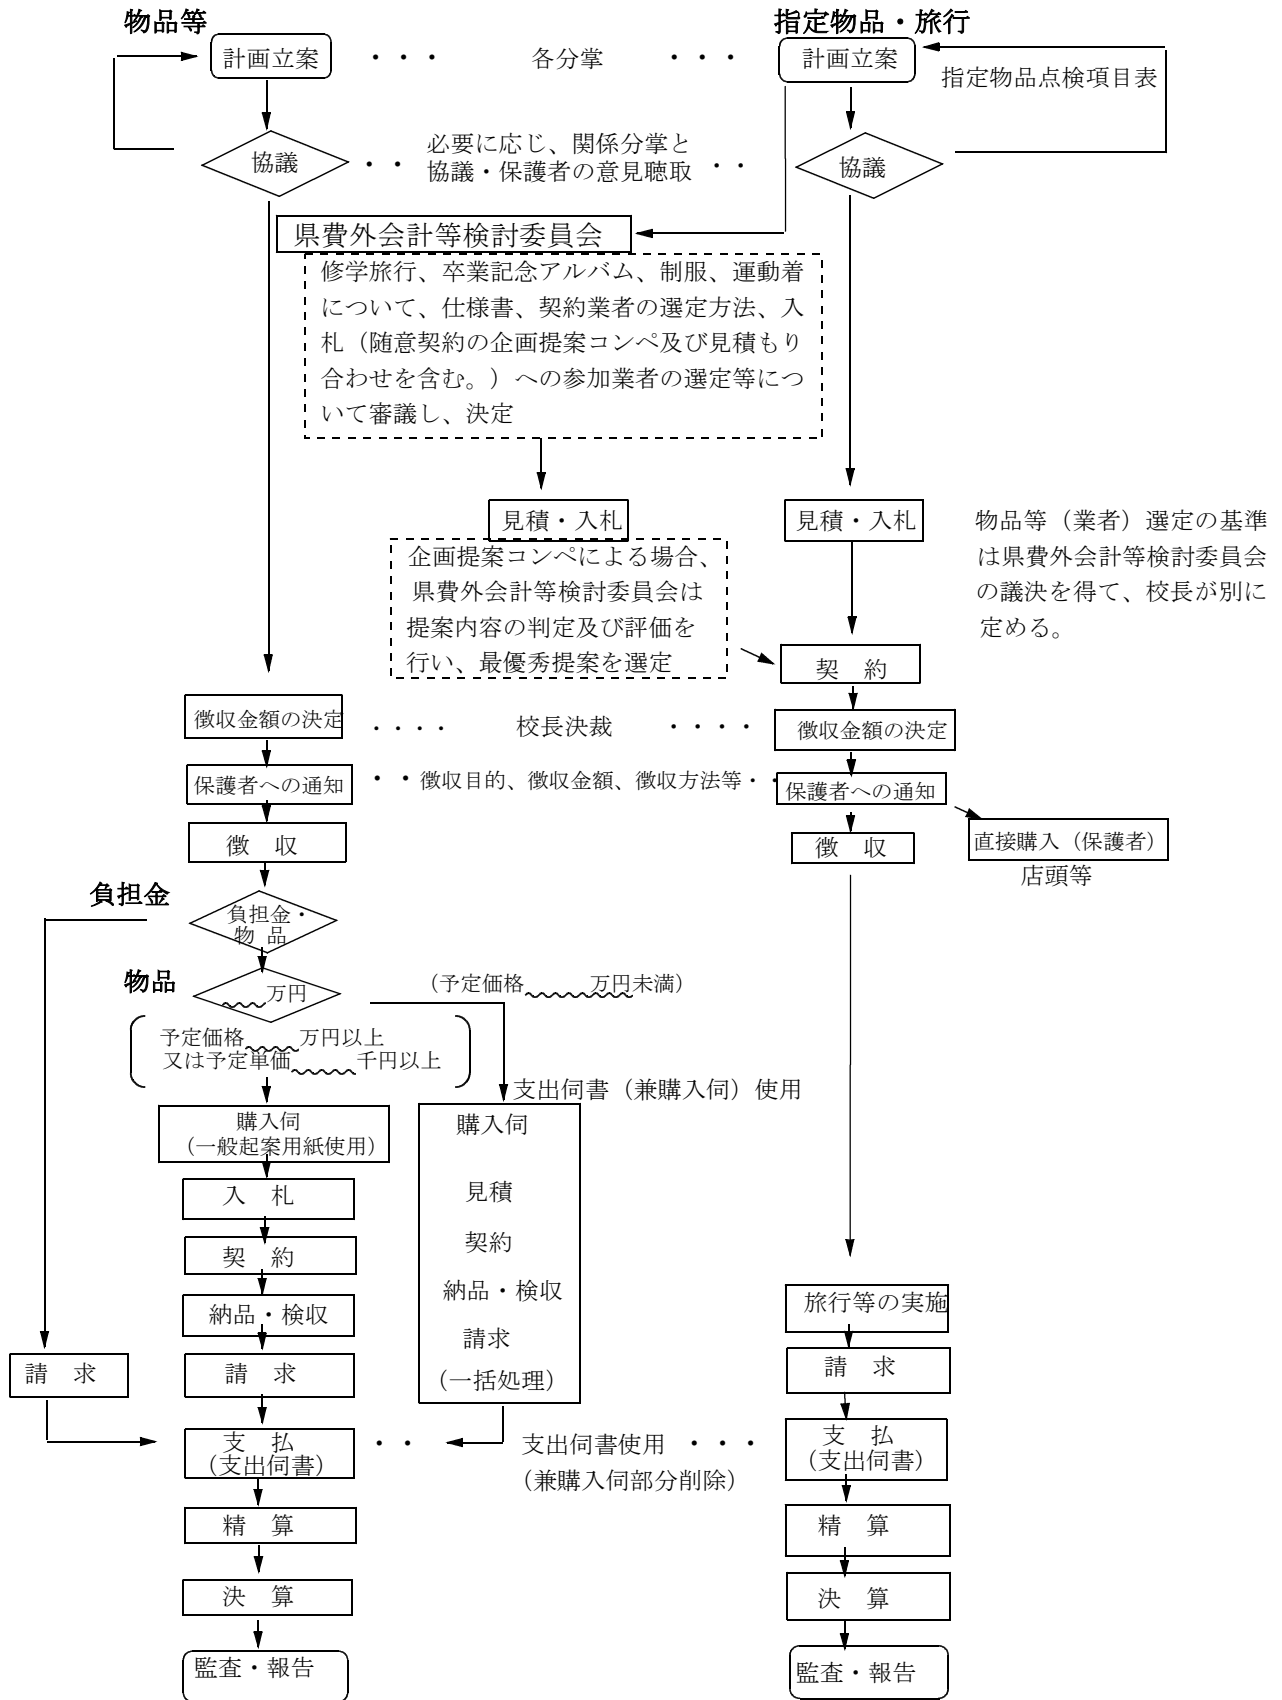 物品等
指定物品・旅行
計画立案
・・・
各分掌
・・・
計画立案
指定物品点検項目表
協議
・・
必要に応じ、関係分掌と
協議・保護者の意見聴取
・・
協議
県費外会計等検討委員会
修学旅行、卒業記念アルバム、制服、運動着
について、仕様書、契約業者の選定方法、入
札（随意契約の企画提案コンペ及び見積もり
合わせを含む。）への参加業者の選定等につ
いて審議し、決定
見積・入札
見積・入札
物品等（業者）選定の基準
は県費外会計等検討委員会
の議決を得て、校長が別に
定める。
企画提案コンペによる場合、
県費外会計等検討委員会は
提案内容の判定及び評価を
行い、最優秀提案を選定
契　約
徴収金額の決定
・・・・
校長決裁
・・・・
徴収金額の決定
保護者への通知
・・徴収目的、徴収金額、徴収方法等・・
保護者への通知
徴　収
徴　収
直接購入（保護者）
店頭等
負担金
負担金・
物　品
物品
万円
（予定価格　　　万円未満）
予定価格　　　万円以上
又は予定単価　　　千円以上
支出伺書（兼購入伺）使用
購入伺
（一般起案用紙使用）
購入伺
見積
契約
納品・検収
請求
（一括処理）
入　札
契　約
納品・検収
旅行等の実施
請　求
請　求
請　求
支　払
（支出伺書）
・・
支出伺書使用
（兼購入伺部分削除）
・・・
支　払
（支出伺書）
精　算
精　算
決　算
決　算
監査・報告
監査・報告